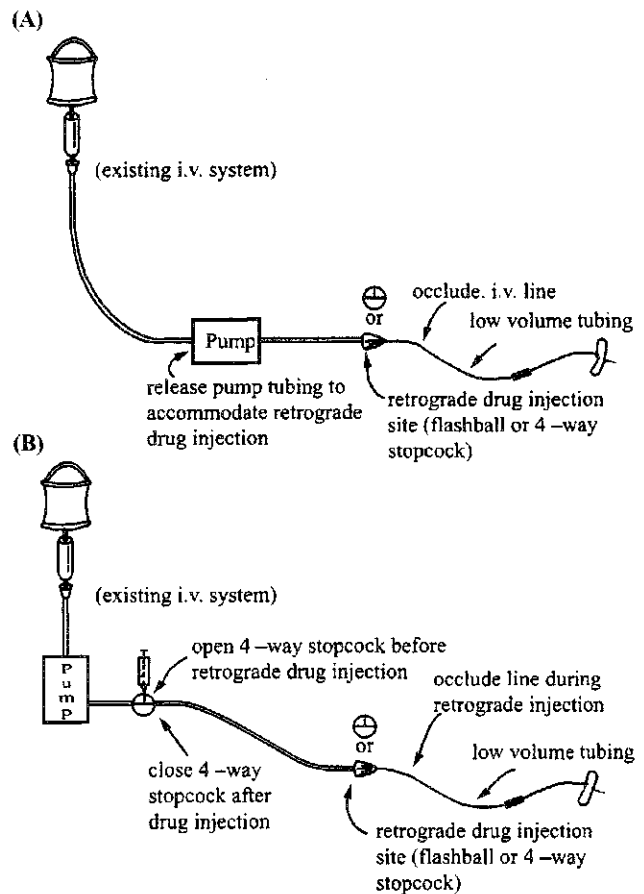 (A)
(existing i.v. system)
Pump
release pump tubing to
accommodate retrograde
drug injection
or
occlude. i.v. line
low volume tubing
retrograde drug injection
site (flashball or 4 –way
stopcock)
(B)
(existing i.v. system)
Pump
open 4 –way stopcock before
retrograde drug injection
close 4 –way
stopcock after
drug injection
or
occlude line during
retrograde injection
low volume tubing
retrograde drug injection
site (flashball or 4 –way
stopcock)